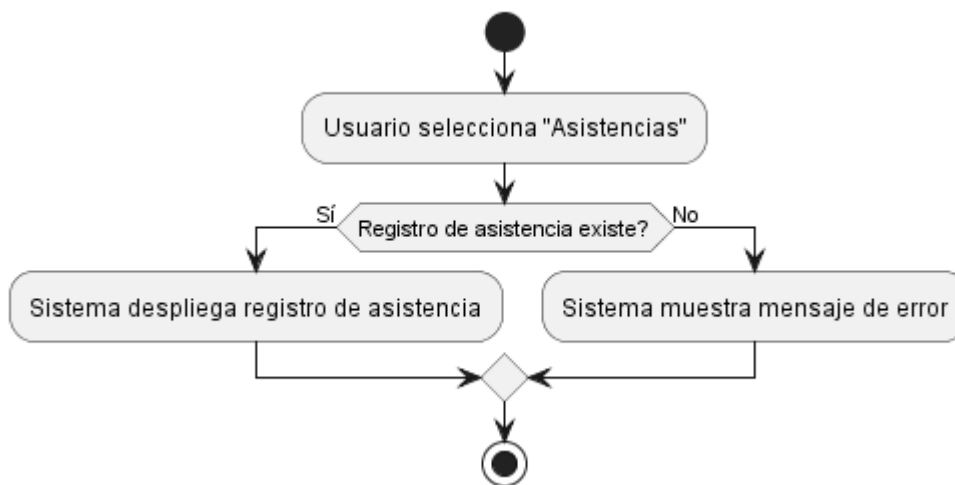 Usuario selecciona "Asistencias"
Sí
Registro de asistencia existe?
No
Sistema despliega registro de asistencia
Sistema muestra mensaje de error